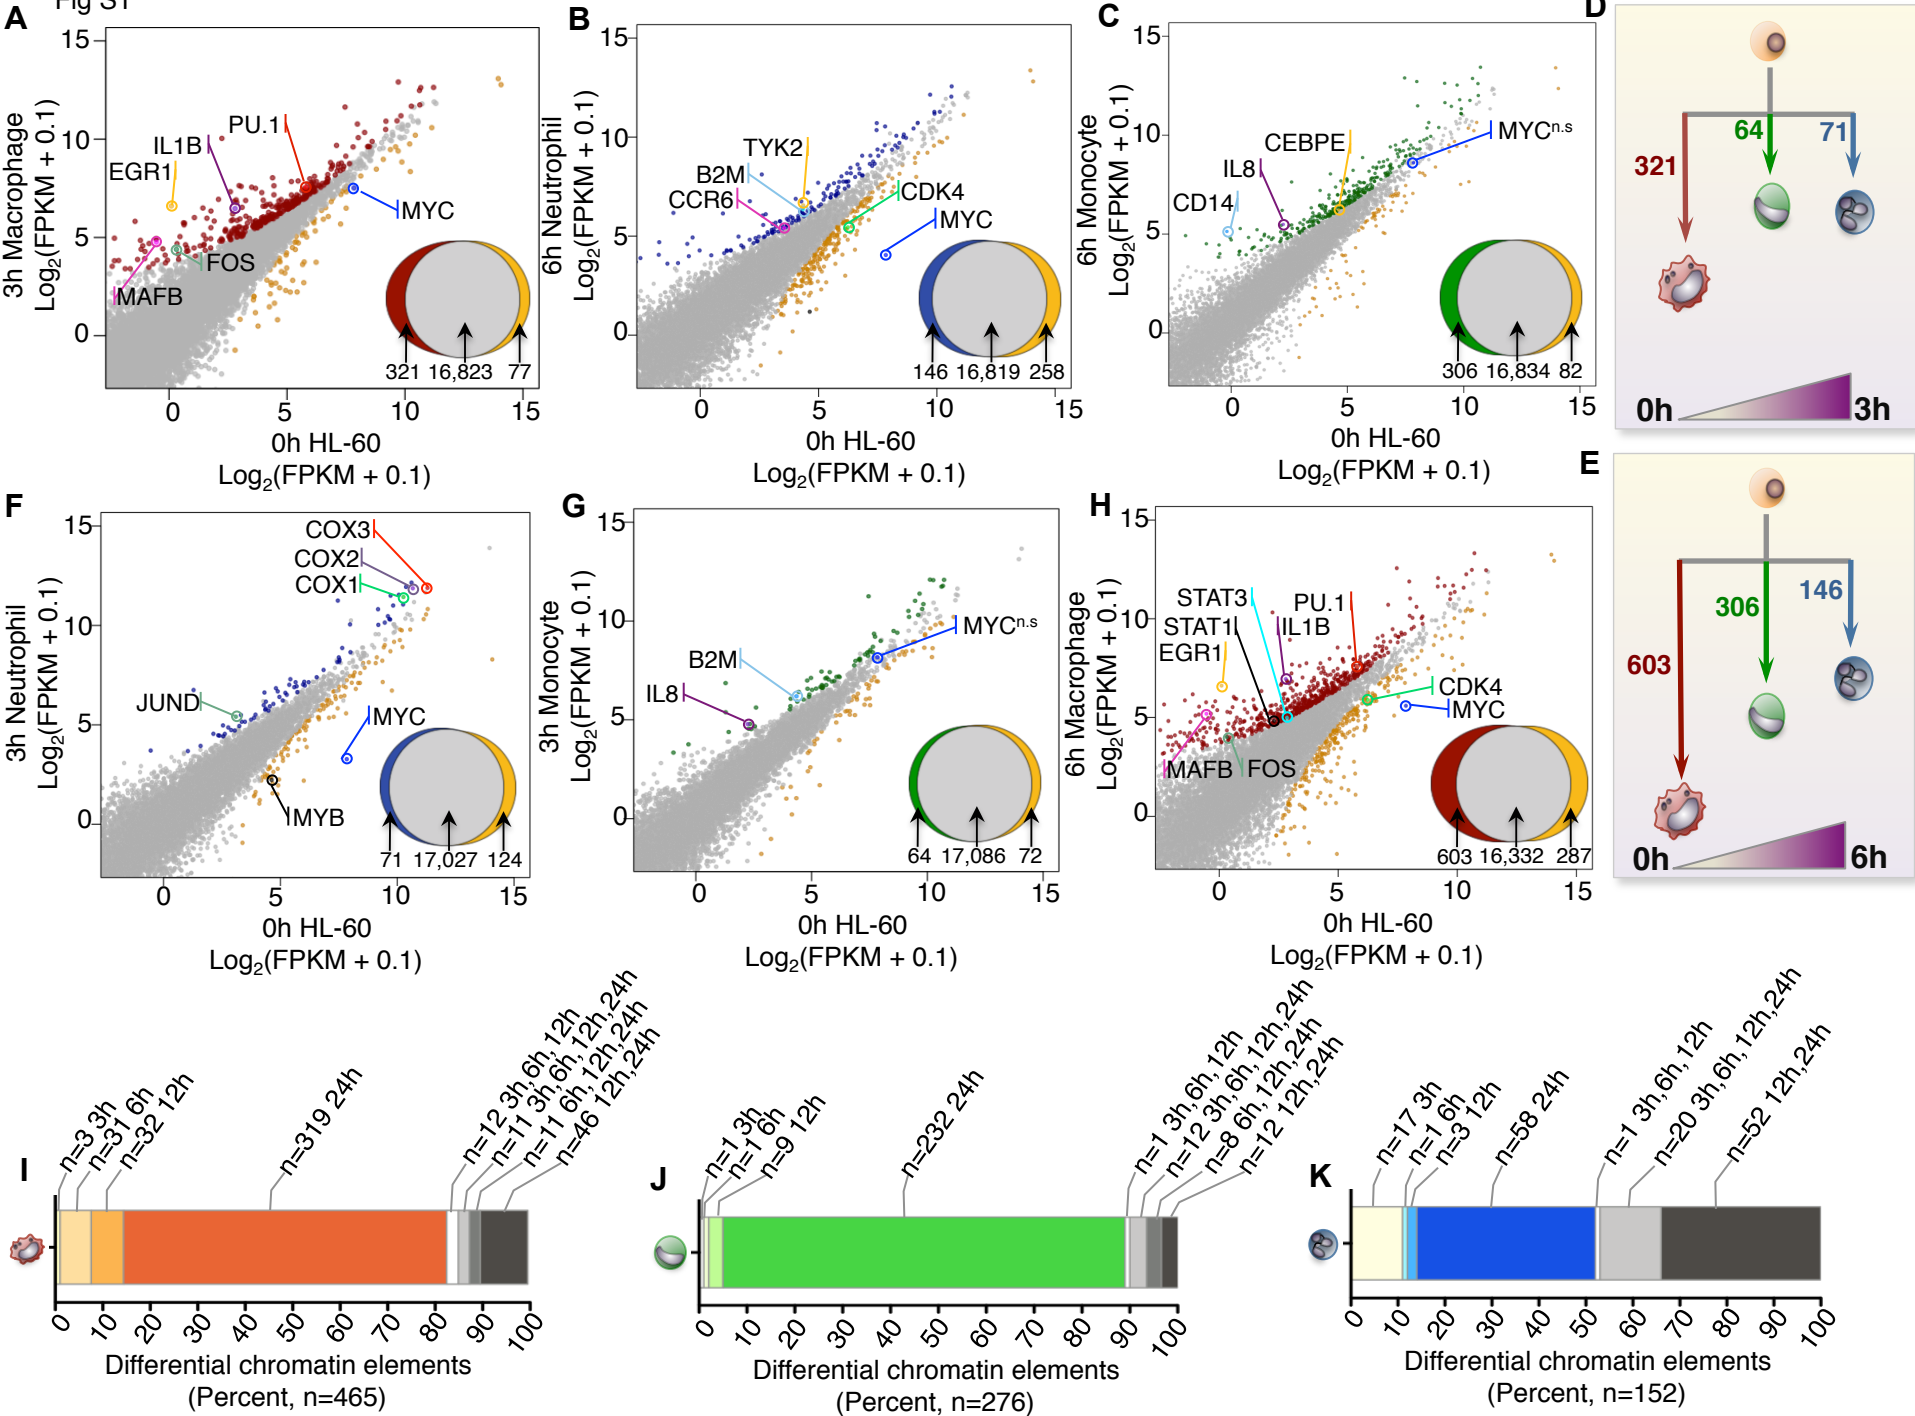 Fig S1
A
3h Macrophage
Log2(FPKM + 0.1)
15
10
5
0
EGR1
IL1B
PU.1
MYC
FOS
MAFB
321 16,823 77
0 5 10 15
0h HL-60
Log2(FPKM + 0.1)
B
6h Neutrophil
Log2(FPKM + 0.1)
15
10
5
0
TYK2
B2M
CCR6
CDK4
MYC
146 16,819 258
0 5 10 15
0h HL-60
Log2(FPKM + 0.1)
C
6h Monocyte
Log2(FPKM + 0.1)
15
10
5
0
CEBPE
IL8
CD14
MYCn.s
306 16,834 82
0 5 10 15
0h HL-60
Log2(FPKM + 0.1)
D
321
64
71
0h 3h
E
603
306
146
0h 6h
F
3h Neutrophil
Log2(FPKM + 0.1)
15
10
5
0
COX3
COX2
COX1
JUND
MYC
MYB
71 17,027 124
0 5 10 15
0h HL-60
Log2(FPKM + 0.1)
G
3h Monocyte
Log2(FPKM + 0.1)
15
10
5
0
B2M
IL8
MYCn.s
64 17,086 72
0 5 10 15
0h HL-60
Log2(FPKM + 0.1)
H
6h Macrophage
Log2(FPKM + 0.1)
15
10
5
0
STAT3
STAT1
EGR1
IL1B
PU.1
CDK4
MYC
MAFB
FOS
603 16,332 287
0 5 10 15
0h HL-60
Log2(FPKM + 0.1)
I
n=3 3h
n=31 6h
n=32 12h
n=319 24h
n=12 3h,6h,12h
n=11 3h,6h,12h,24h
n=11 6h,12h,24h
n=46 12h,24h
0 10 20 30 40 50 60 70 80 90 100
Differential chromatin elements
(Percent, n=465)
J
n=1 3h
n=1 6h
n=9 12h
n=232 24h
n=1 3h,6h,12h
n=12 3h,6h,12h,24h
n=8 6h,12h,24h
n=12 12h,24h
0 10 20 30 40 50 60 70 80 90 100
Differential chromatin elements
(Percent, n=276)
K
n=17 3h
n=1 6h
n=3 12h
n=58 24h
n=1 3h,6h,12h
n=20 3h,6h,12h,24h
n=52 12h,24h
0 10 20 30 40 50 60 70 80 90 100
Differential chromatin elements
(Percent, n=152)